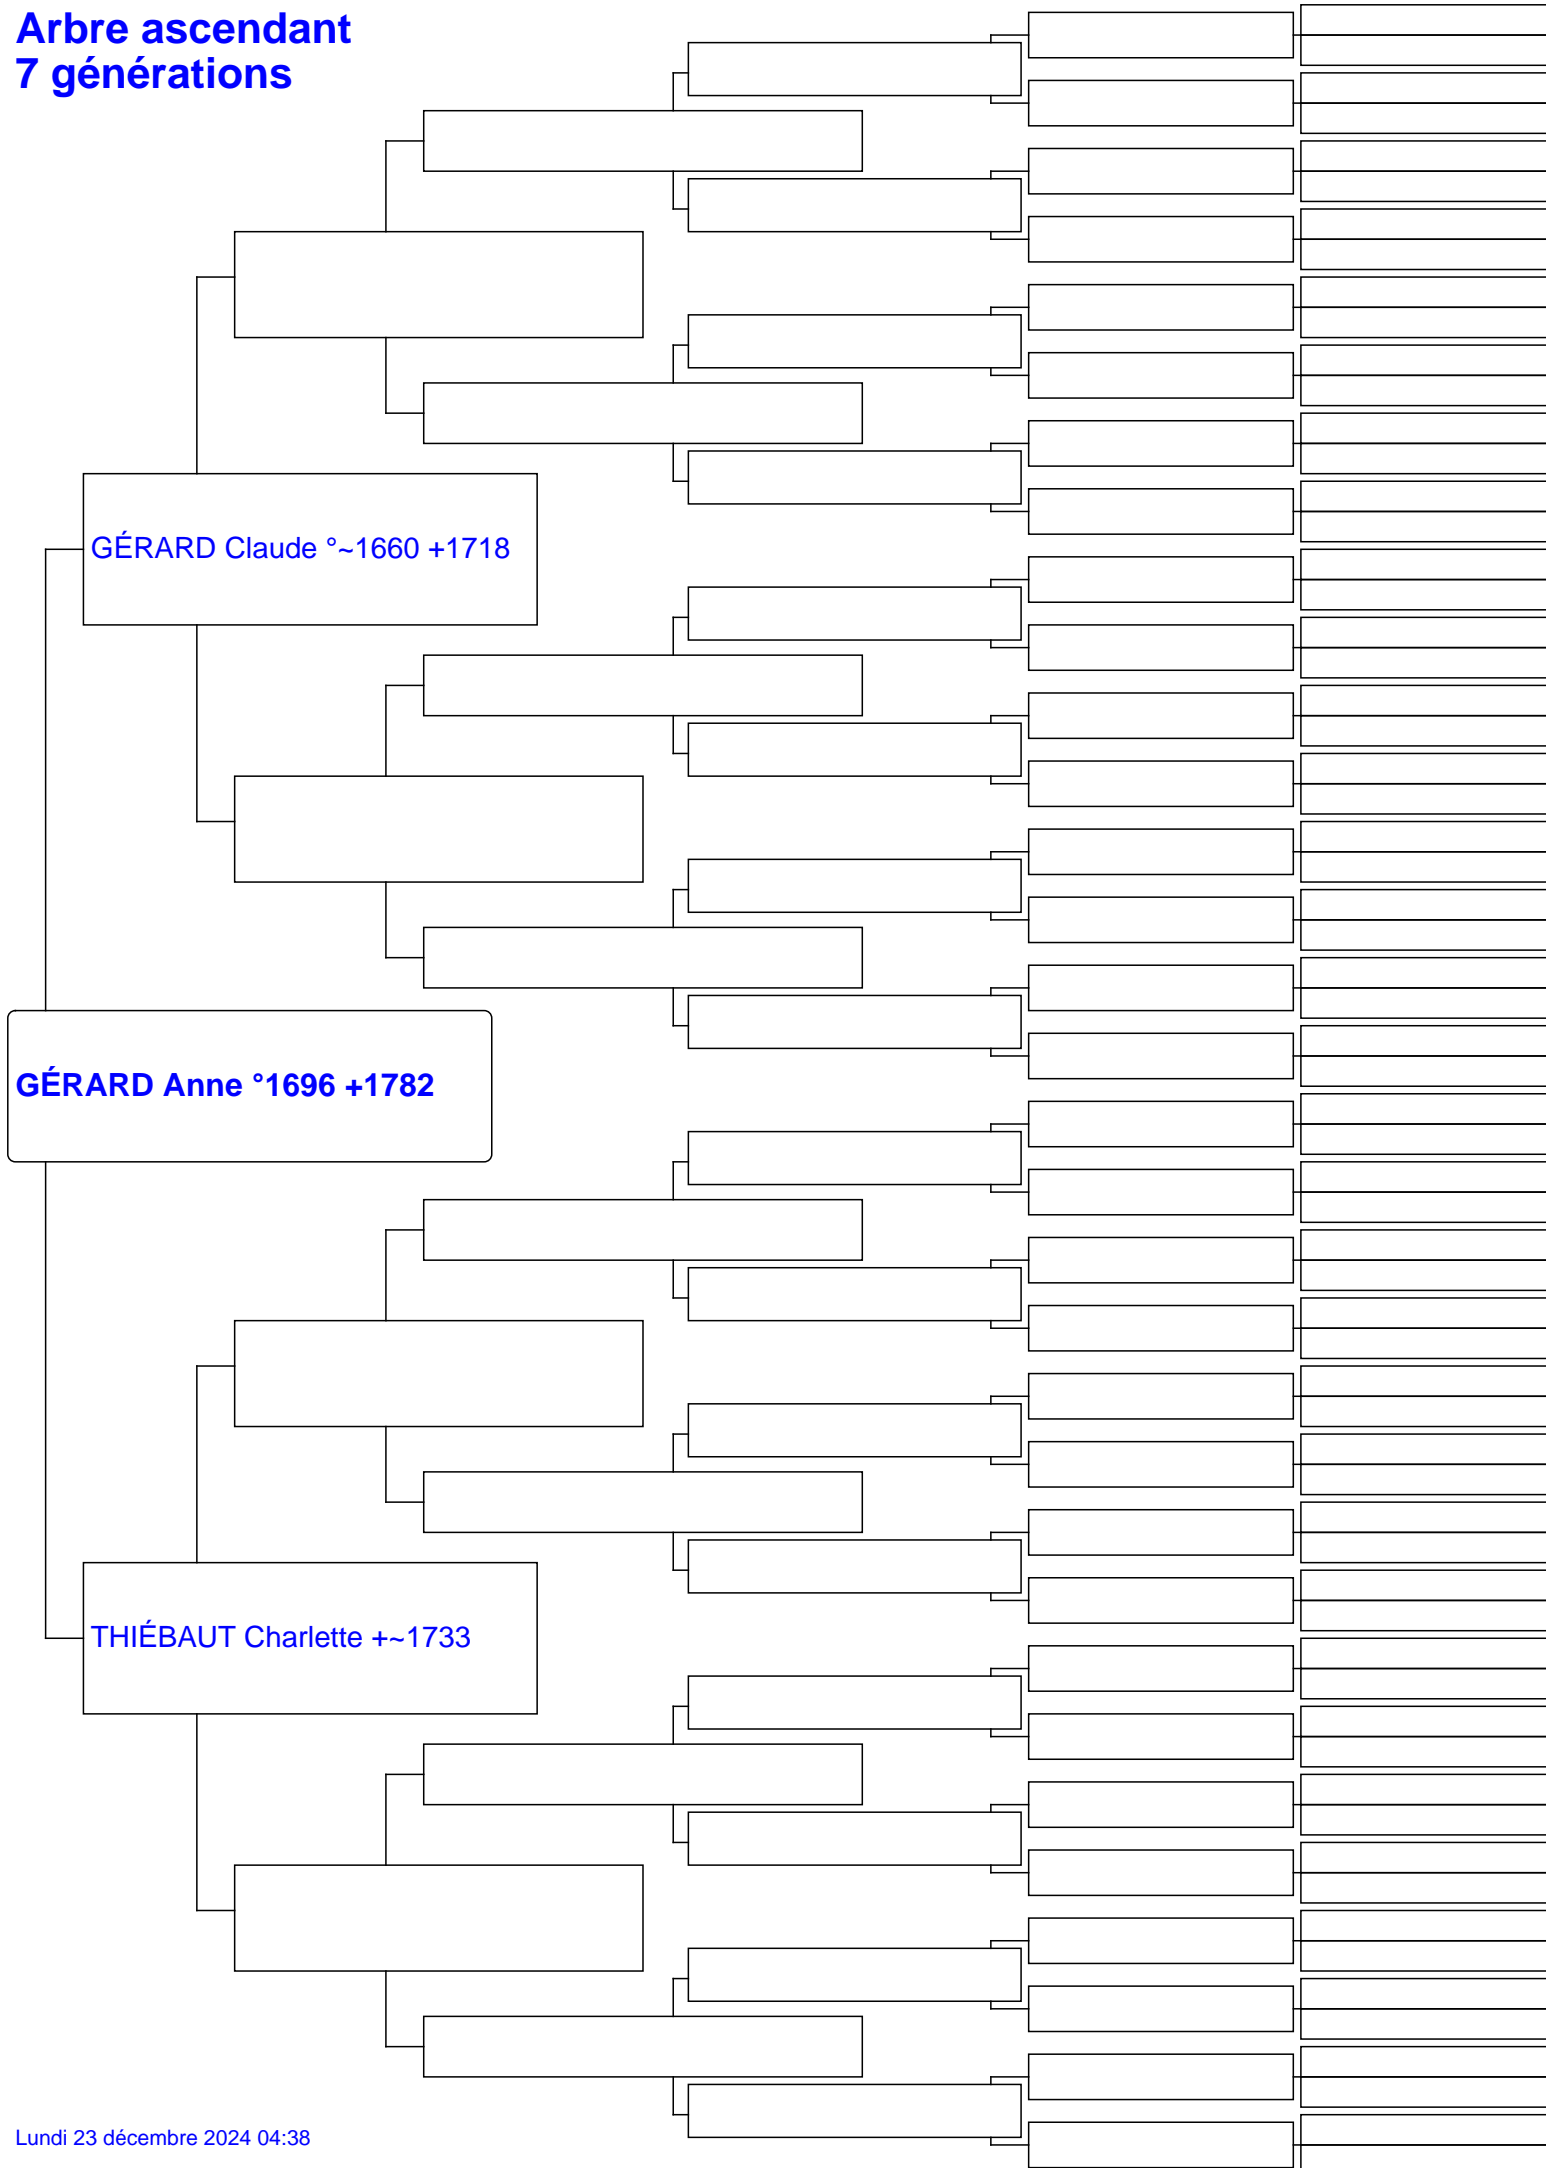 Arbre ascendant
7 générations
GÉRARD Claude °~1660 +1718
GÉRARD Anne °1696 +1782
THIÉBAUT Charlette +~1733
Lundi 23 décembre 2024 04:38